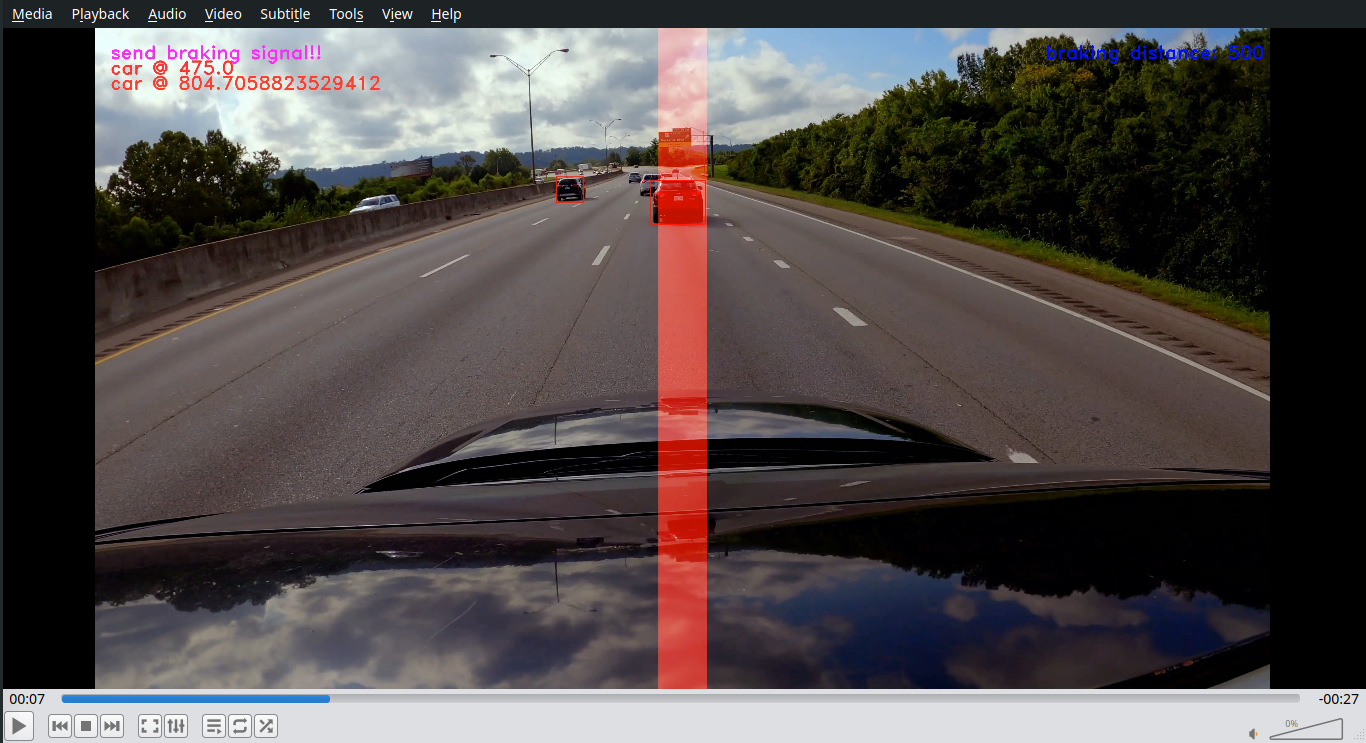 Media Playback Audio Video Subtitle Tools View Help
send braking signal!!
braking distance: 500
car @ 475.0
car @ 804.7058823529412
00:07
-00:27
0%